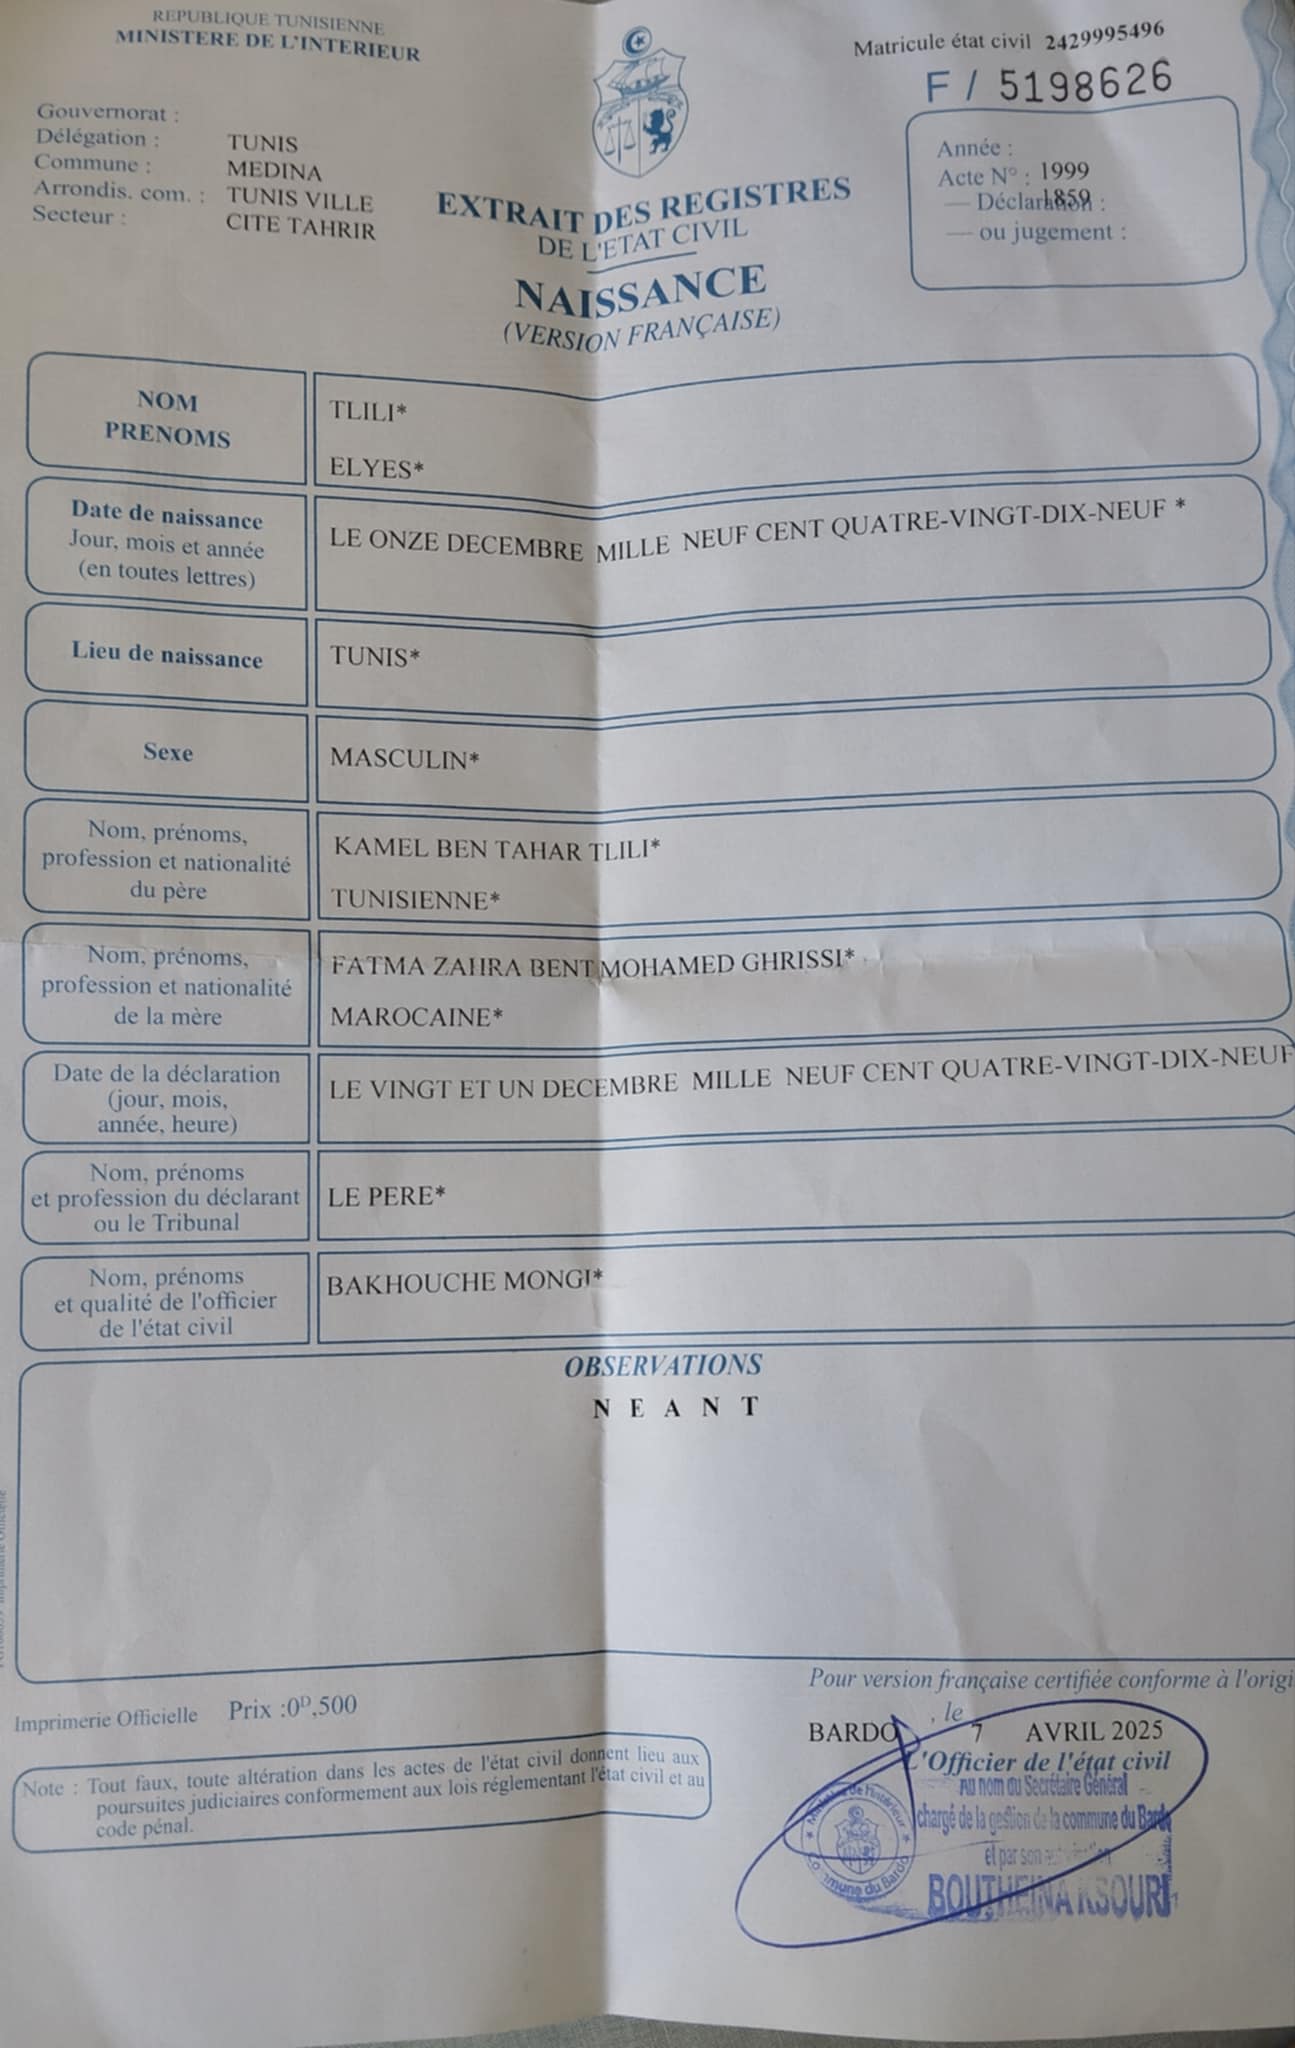 REPUBLIQUE TUNISIENNE
MINISTERE DE L'INTERIEUR
Matricule état civil 2429995496
F / 5198626
Gouvernorat :
Délégation : TUNIS
Commune : MEDINA
Arrondis. com. : TUNIS VILLE
Secteur : CITE TAHRIR
Année :
Acte N° : 1999
— Déclaration : 1859
— ou jugement :
EXTRAIT DES REGISTRES
DE L'ETAT CIVIL
NAISSANCE
(VERSION FRANÇAISE)
NOM
PRENOMS
TLILI*
ELYES*
Date de naissance
Jour, mois et année
(en toutes lettres)
LE ONZE DECEMBRE MILLE NEUF CENT QUATRE-VINGT-DIX-NEUF *
Lieu de naissance
TUNIS*
Sexe
MASCULIN*
Nom, prénoms,
profession et nationalité
du père
KAMEL BEN TAHAR TLILI*
TUNISIENNE*
Nom, prénoms,
profession et nationalité
de la mère
FATMA ZAHRA BENT MOHAMED GHRISSI*
MAROCAINE*
Date de la déclaration
(jour, mois,
année, heure)
LE VINGT ET UN DECEMBRE MILLE NEUF CENT QUATRE-VINGT-DIX-NEUF
Nom, prénoms
et profession du déclarant
ou le Tribunal
LE PERE*
Nom, prénoms
et qualité de l'officier
de l'état civil
BAKHOUCHE MONGI*
OBSERVATIONS
N E A N T
Imprimerie Officielle Prix :0ᴰ,500
Note : Tout faux, toute altération dans les actes de l'état civil donnent lieu aux
poursuites judiciaires conformement aux lois réglementant l'état civil et au
code pénal.
Pour version française certifiée conforme à l'origi
BARDO , le 7 AVRIL 2025
L'Officier de l'état civil
Au nom du Secrétaire Général
chargé de la gestion de la commune du Bardo
et par son
BOUTHEINA KSOURI
Ministère de l'Intérieur
Commune du Bardo